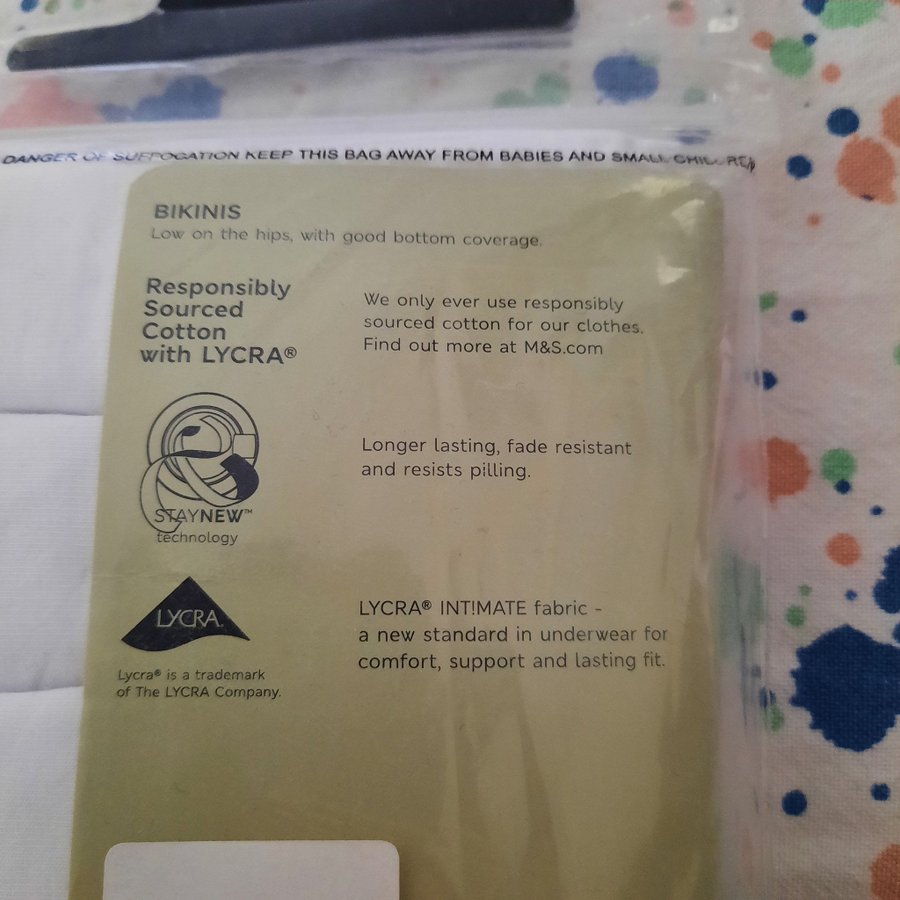 DANGER OF SUFFOCATION KEEP THIS BAG AWAY FROM BABIES AND SMALL CHILDREN
BIKINIS
Low on the hips, with good bottom coverage.
Responsibly
Sourced
Cotton
with LYCRA®
We only ever use responsibly
sourced cotton for our clothes.
Find out more at M&S.com
STAYNEW™
technology
Longer lasting, fade resistant
and resists pilling.
LYCRA
Lycra® is a trademark
of The LYCRA Company.
LYCRA® INT!MATE fabric -
a new standard in underwear for
comfort, support and lasting fit.